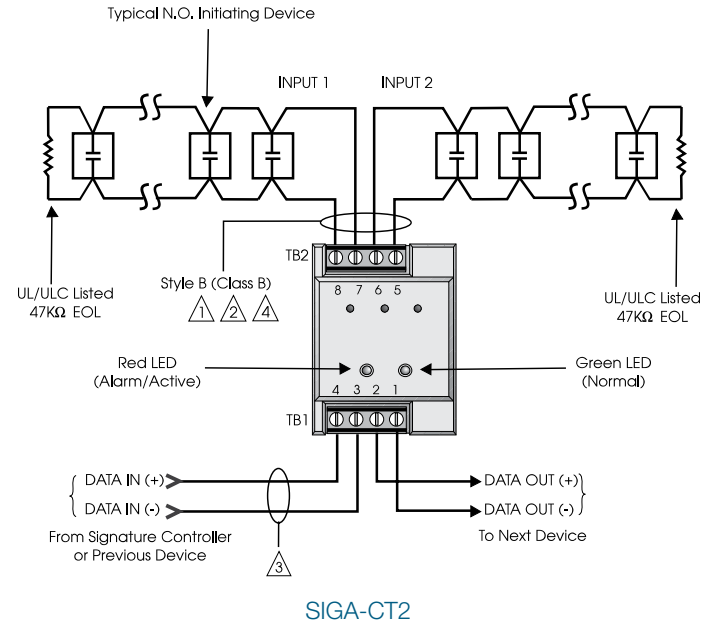 Typical N.O. Initiating Device
INPUT 1
INPUT 2
TB2
8 7 6 5
Style B (Class B)
1 2 4
UL/ULC Listed
47KΩ EOL
UL/ULC Listed
47KΩ EOL
Red LED
(Alarm/Active)
Green LED
(Normal)
4 3 2 1
TB1
DATA IN (+)
DATA IN (-)
DATA OUT (+)
DATA OUT (-)
From Signature Controller
or Previous Device
To Next Device
3
SIGA-CT2